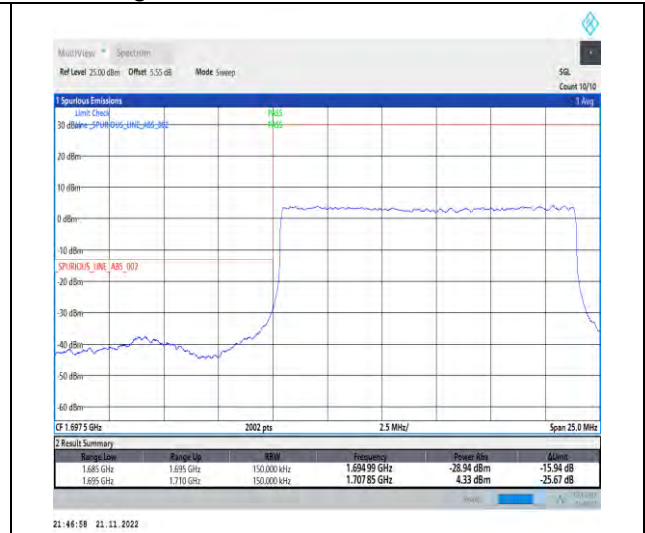 MultiView Spectrum
Ref Level 25.00 dBm Offset 5.55 dB Mode Sweep SGL
Count 10/10
1 Spurious Emissions 1 Avg
Limit Check PASS
30 dBm Line _SPURIOUS_LINE_ABS_002 PASS
20 dBm
10 dBm
0 dBm
-10 dBm
_SPURIOUS_LINE_ABS_002
-20 dBm
-30 dBm
-40 dBm
-50 dBm
-60 dBm
CF 1.6975 GHz 2002 pts 2.5 MHz/ Span 25.0 MHz
2 Result Summary
Range Low Range Up RBW Frequency Power Abs ΔLimit
1.685 GHz 1.695 GHz 150.000 kHz 1.694 99 GHz -28.94 dBm -15.94 dB
1.695 GHz 1.710 GHz 150.000 kHz 1.707 85 GHz 4.33 dBm -25.67 dB
21:46:58 21.11.2022